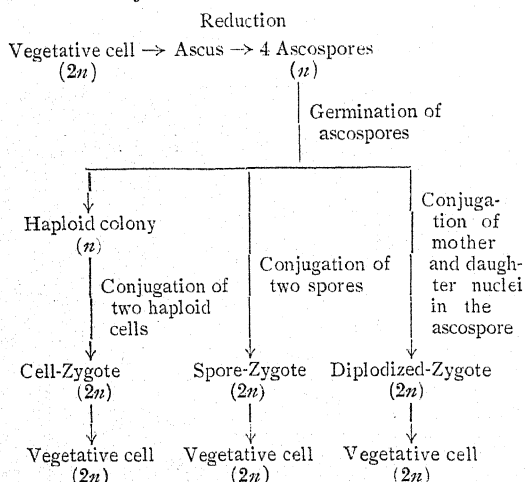 Reduction
Vegetative cell → Ascus → 4 Ascospores
(2n) (n)
Germination of
ascospores
Haploid colony
(n)
Conjugation of
two haploid
cells
Conjugation of
two spores
Conjuga-
tion of
mother
and daugh-
ter nuclei
in the
ascospore
Cell-Zygote Spore-Zygote Diplodized-Zygote
(2n) (2n) (2n)
Vegetative cell Vegetative cell Vegetative cell
(2n) (2n) (2n)